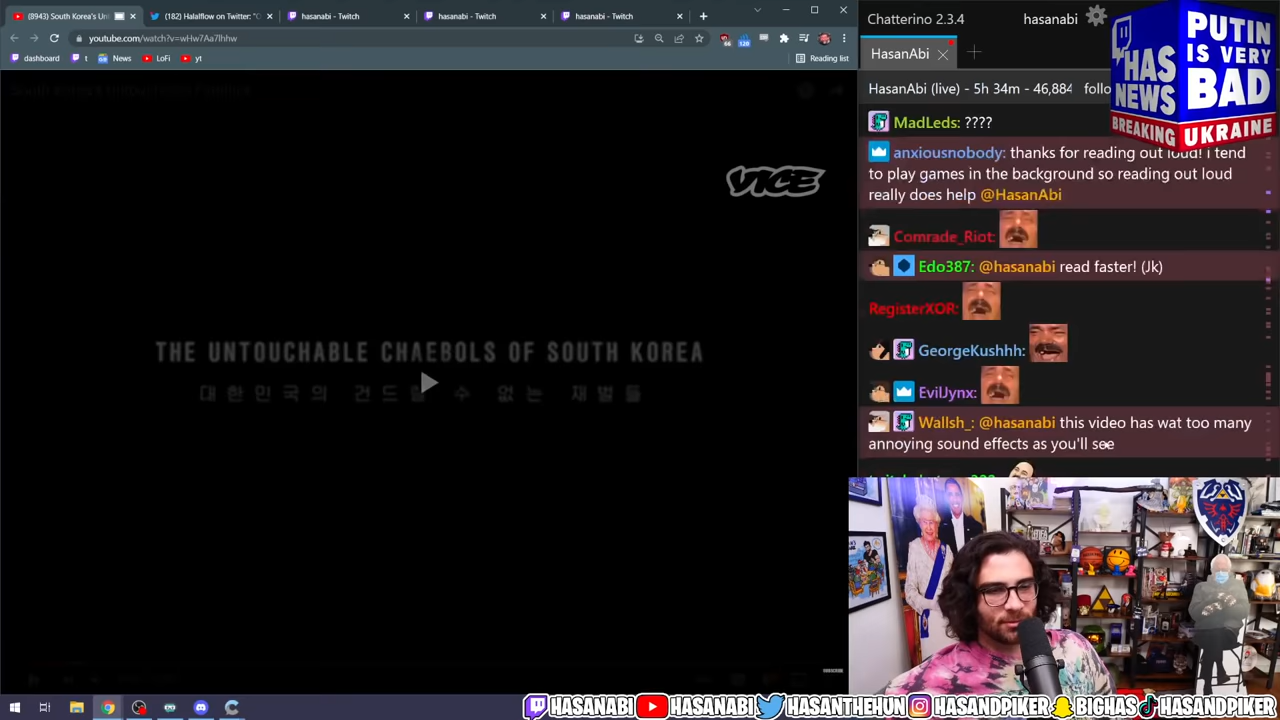 (8943) South Korea's Un
(182) Halalflow on Twitter: "
hasanabi - Twitch
hasanabi - Twitch
hasanabi - Twitch
youtube.com/watch?v=wHw7Aa7lhhw
dashboard
t
News
LoFi
yt
Reading list
VICE
THE UNTOUCHABLE CHAEBOLS OF SOUTH KOREA
대한민국의 건드릴 수 없는 재벌들
Chatterino 2.3.4
hasanabi
HasanAbi
HasanAbi (live) - 5h 34m - 46,884
follo
HAS
NEWS
PUTIN
IS VERY
BAD
BREAKING
UKRAINE
MadLeds: ????
anxiousnobody: thanks for reading out loud! i tend
to play games in the background so reading out loud
really does help @HasanAbi
Comrade_Riot:
Edo387: @hasanabi read faster! (Jk)
RegisterXOR:
GeorgeKushhh:
EvilJynx:
Wallsh_: @hasanabi this video has wat too many
annoying sound effects as you'll see
HASANABI
HASANABI
HASANTHEHUN
HASANDPIKER
BIGHAS
HASANDPIKER